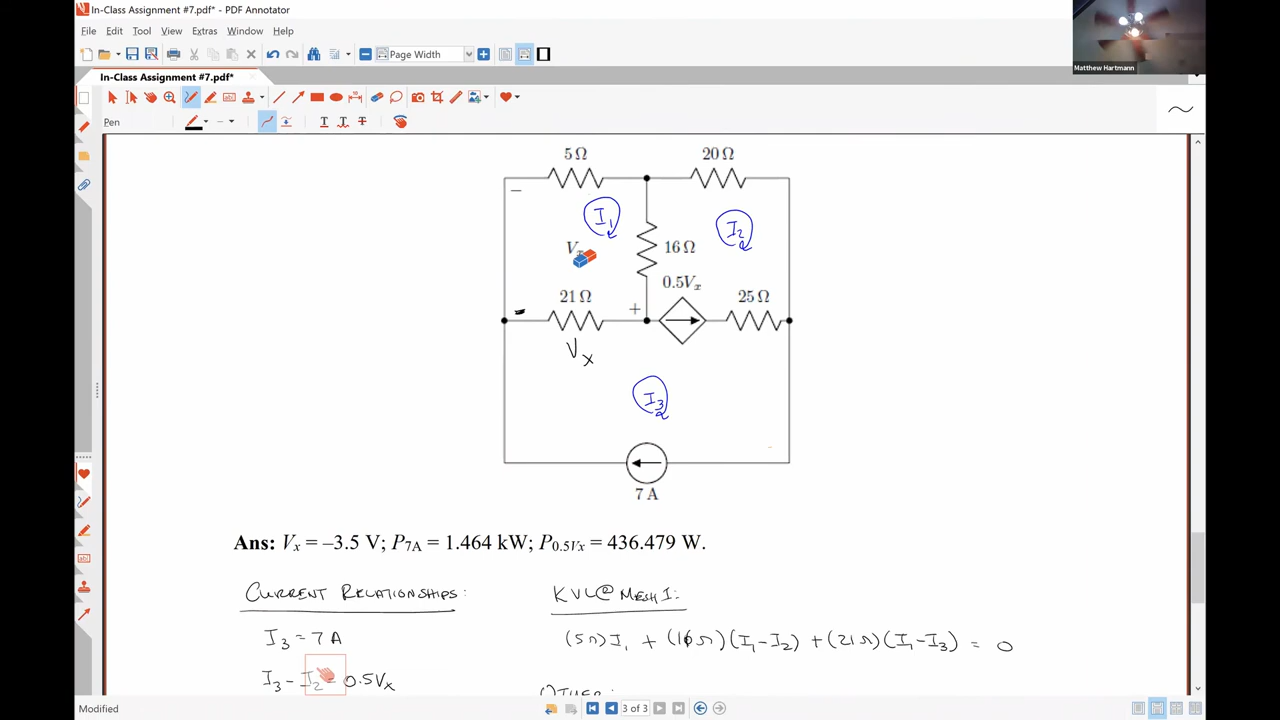 In-Class Assignment #7.pdf* - PDF Annotator
File Edit Tool View Extras Window Help
Page Width
Matthew Hartmann
In-Class Assignment #7.pdf*
Pen
T T T
5 Ω 20 Ω
−
I₁ I₂
16 Ω
0.5Vₓ
21 Ω + 25 Ω
-
Vₓ
I₃
7 A
Ans: Vₓ = –3.5 V; P₇A = 1.464 kW; P₀.₅Vₓ = 436.479 W.
CURRENT RELATIONSHIPS: KVL@MESH I:
I₃ = 7 A (5Ω)I₁ + (16Ω)(I₁-I₂) + (21Ω)(I₁-I₃) = 0
I₃ - I₂ = 0.5Vₓ
OTHER:
Modified 3 of 3